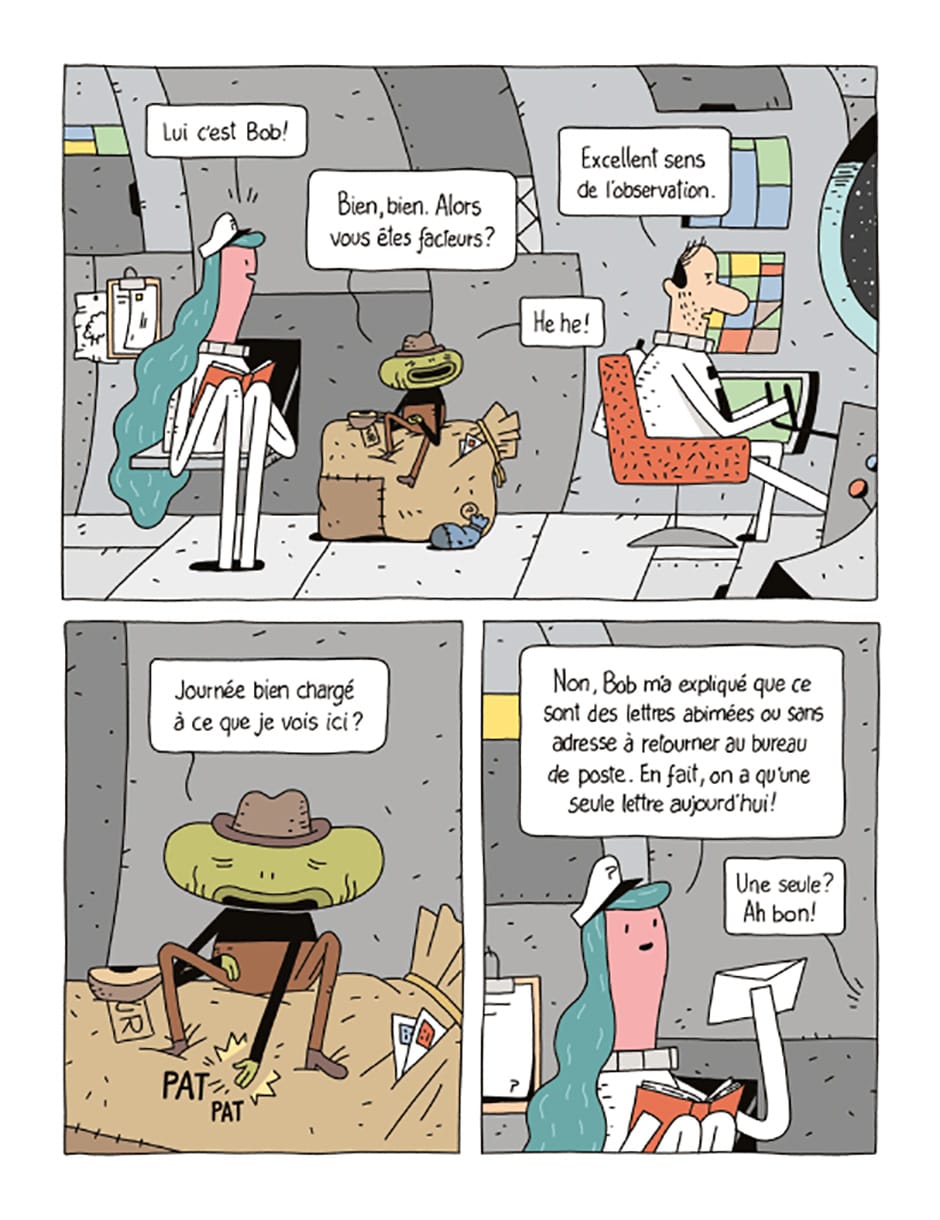 Lui c'est Bob!
Bien, bien. Alors
vous êtes facteurs?
Excellent sens
de l'observation.
He he!
Journée bien chargé
à ce que je vois ici?
UR
PAT
PAT
Non, Bob m'a expliqué que ce
sont des lettres abimées ou sans
adresse à retourner au bureau
de poste. En fait, on a qu'une
seule lettre aujourd'hui!
Une seule?
Ah bon!
?
?